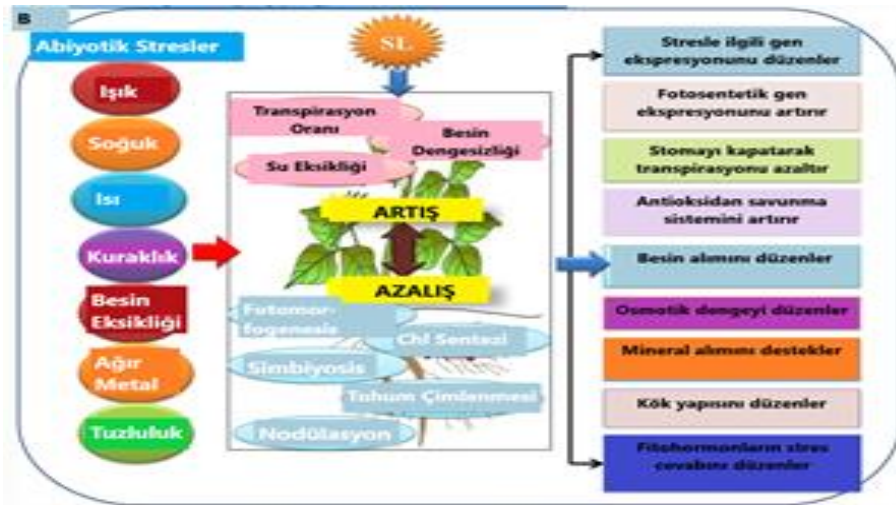 B
Abiyotik Stresler
Işık
Soğuk
Isı
Kuraklık
Besin
Eksikliği
Ağır
Metal
Tuzluluk
SL
Transpirasyon
Oranı
Besin
Dengesizliği
Su Eksikliği
ARTIŞ
AZALIŞ
Fotomor-
fogenesis
Chl Sentezi
Simbiyosis
Tohum Çimlenmesi
Nodülasyon
Stresle ilgili gen
ekspresyonunu düzenler
Fotosentetik gen
ekspresyonunu artırır
Stomayı kapatarak
transpirasyonu azaltır
Antioksidan savunma
sistemini artırır
Besin alımını düzenler
Osmotik dengeyi düzenler
Mineral alımını destekler
Kök yapısını düzenler
Fitohormonların stres
cevabını düzenler